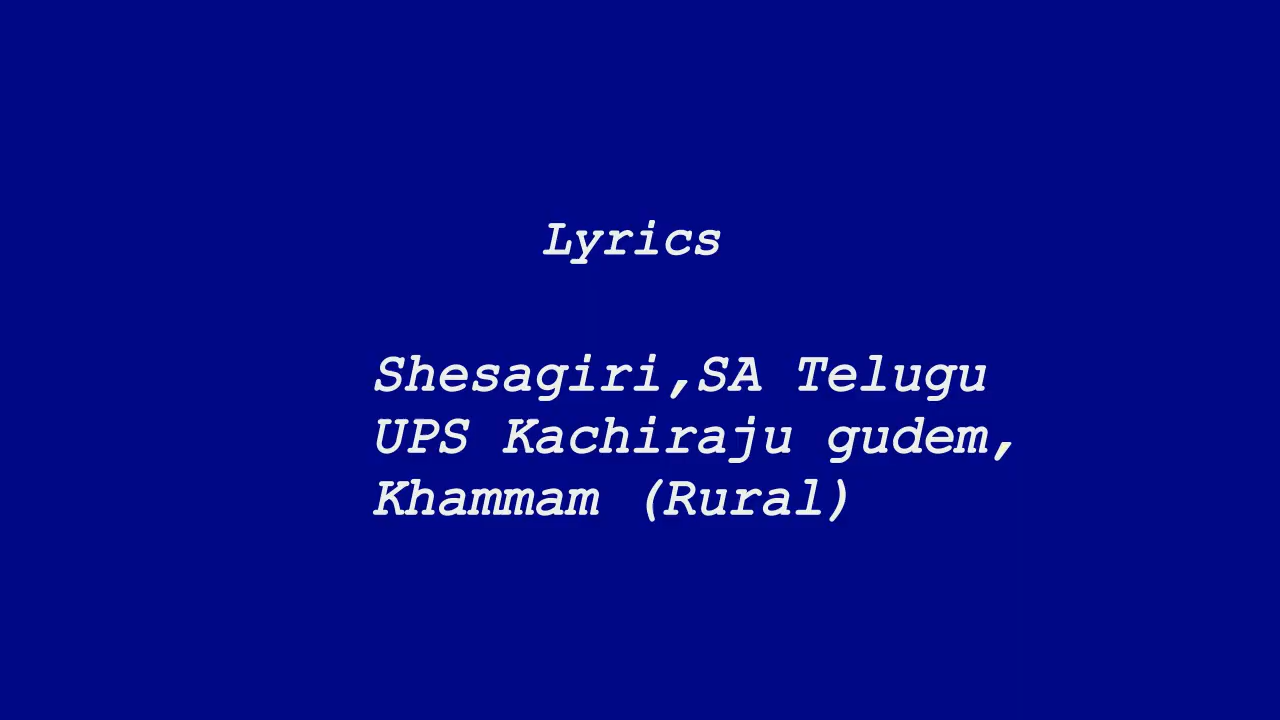 Lyrics
Shesagiri,SA Telugu
UPS Kachiraju gudem,
Khammam (Rural)